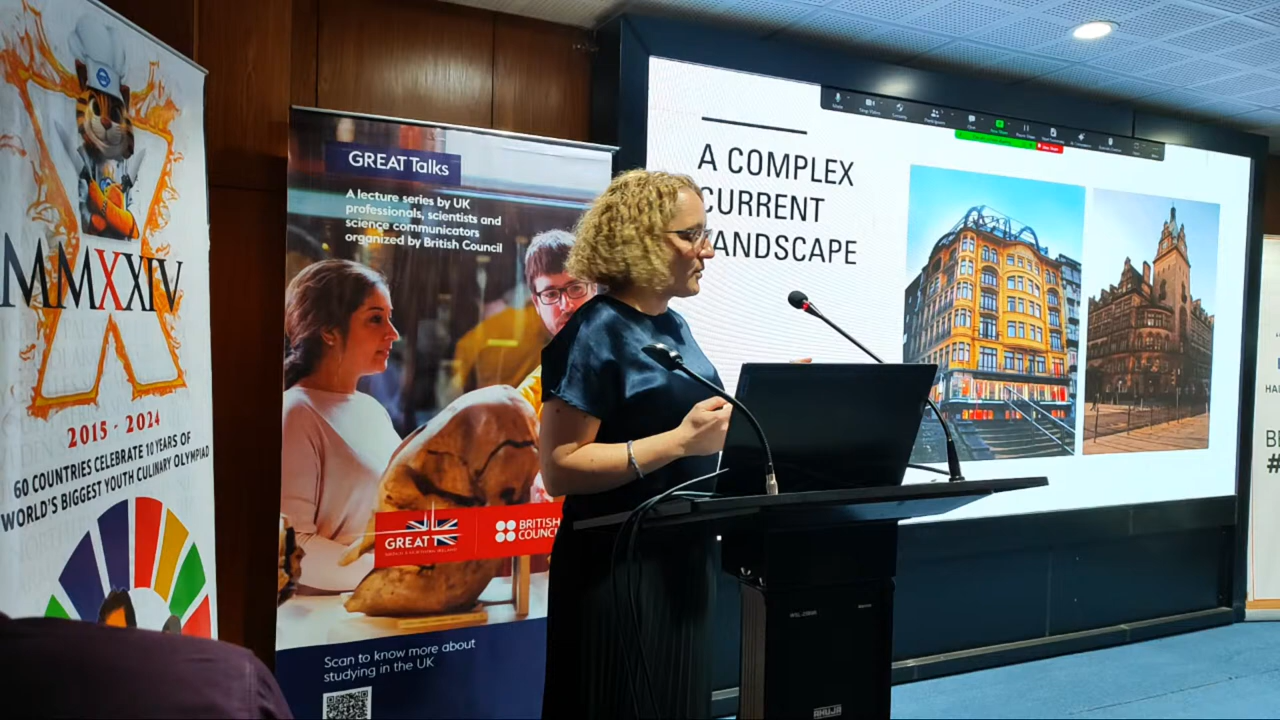 MMXXIV
2015 - 2024
60 COUNTRIES CELEBRATE 10 YEARS OF
WORLD'S BIGGEST YOUTH CULINARY OLYMPIAD
GREAT Talks
A lecture series by UK
professionals, scientists and
science communicators
organized by British Council
GREAT
BRITISH
Scan to know more about
studying in the UK
A COMPLEX
CURRENT
ANDSCAPE
AHUJA